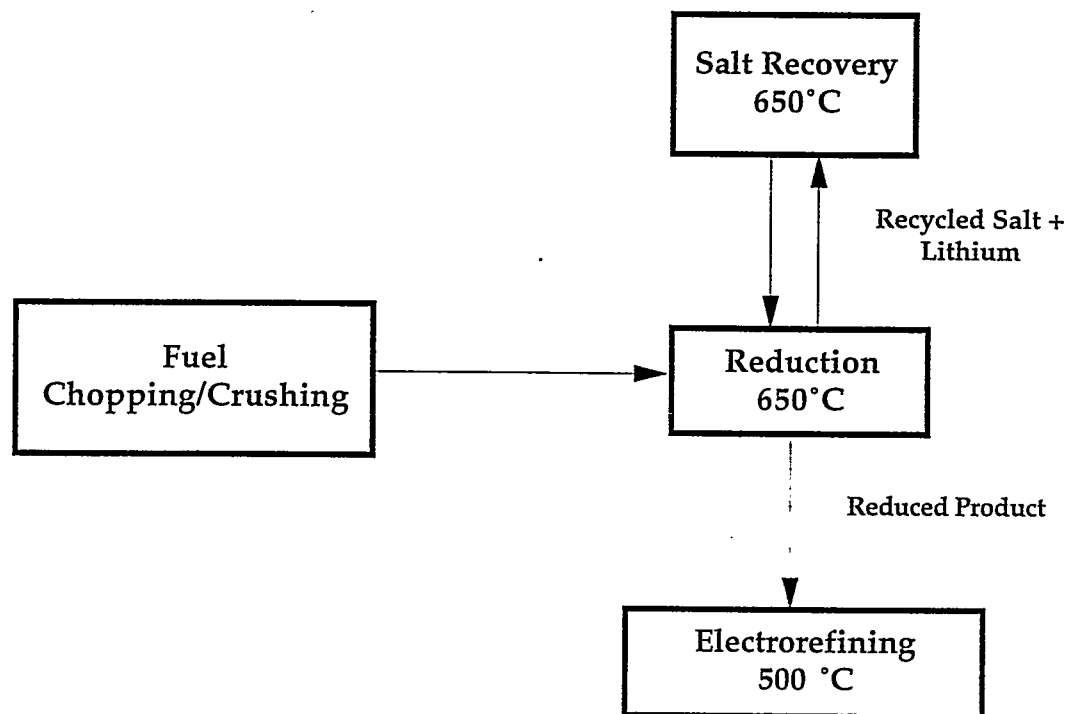 Salt Recovery
650°C
Recycled Salt +
Lithium
Fuel
Chopping/Crushing
Reduction
650°C
Reduced Product
Electrorefining
500 °C